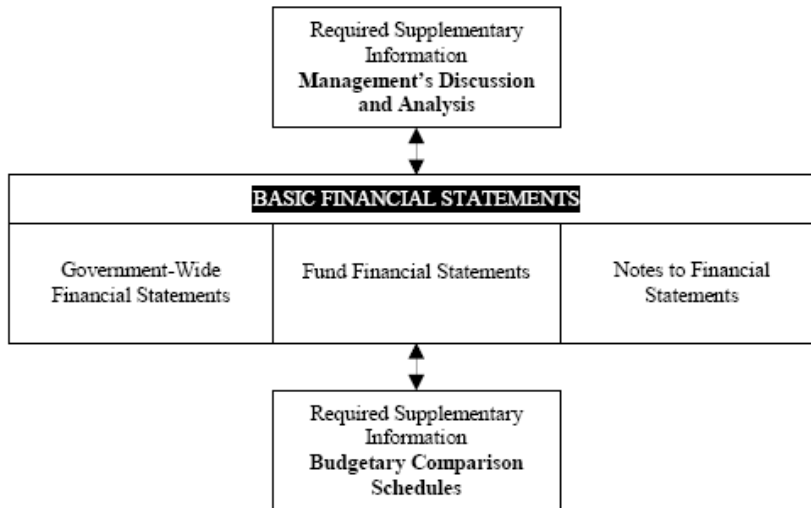 Required Supplementary
Information
Management's Discussion
and Analysis
BASIC FINANCIAL STATEMENTS
Government-Wide
Financial Statements
Fund Financial Statements
Notes to Financial
Statements
Required Supplementary
Information
Budgetary Comparison
Schedules